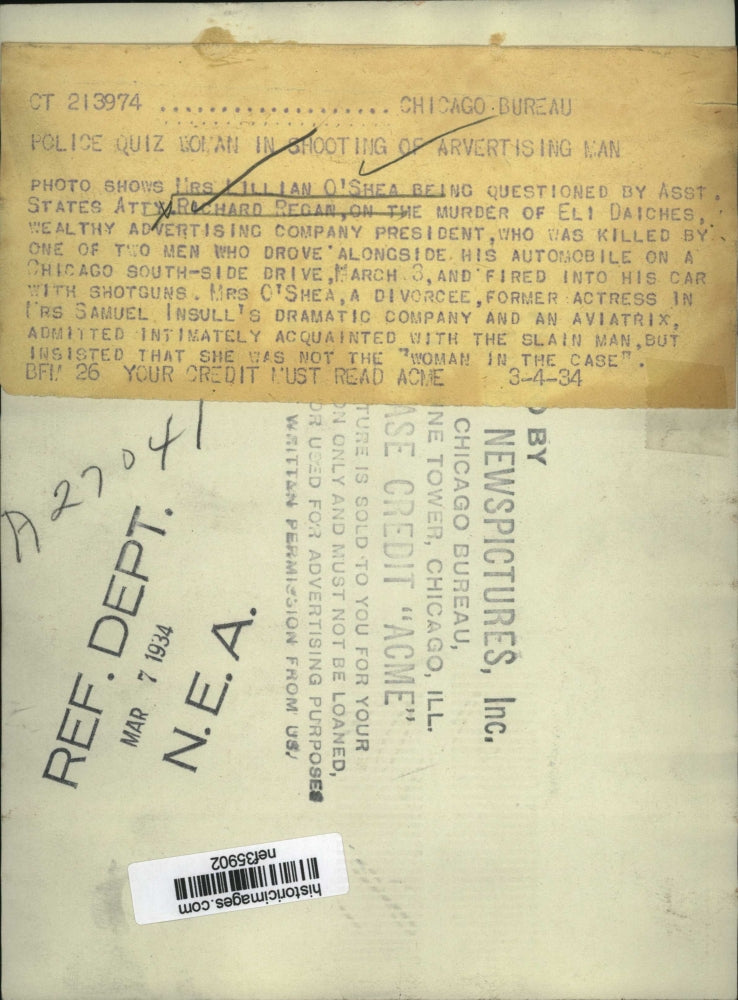 CT 213974 ..................... CHICAGO BUREAU
POLICE QUIZ WOMAN IN SHOOTING OF ARVERTISING MAN
PHOTO SHOWS MRS LILLIAN O'SHEA BEING QUESTIONED BY ASST.
STATES ATTY. RICHARD REGAN, ON THE MURDER OF ELI DAICHES,
WEALTHY ADVERTISING COMPANY PRESIDENT, WHO WAS KILLED BY
ONE OF TWO MEN WHO DROVE ALONGSIDE HIS AUTOMOBILE ON A
CHICAGO SOUTH-SIDE DRIVE, MARCH 3, AND FIRED INTO HIS CAR
WITH SHOTGUNS. MRS O'SHEA, A DIVORCEE, FORMER ACTRESS IN
MRS SAMUEL INSULL'S DRAMATIC COMPANY AND AN AVIATRIX,
ADMITTED INTIMATELY ACQUAINTED WITH THE SLAIN MAN, BUT
INSISTED THAT SHE WAS NOT THE "WOMAN IN THE CASE".
BFM 26 YOUR CREDIT MUST READ ACME 3-4-34
A27041
REF. DEPT.
MAR 7 1934
N.E.A.
BY
NEWSPICTURES, Inc.
CHICAGO BUREAU,
NE TOWER, CHICAGO, ILL.
ASE CREDIT "ACME"
TURE IS SOLD TO YOU FOR YOUR
ON ONLY AND MUST NOT BE LOANED,
OR USED FOR ADVERTISING PURPOSES
WRITTEN PERMISSION FROM US.
historicimages.com
nef35902